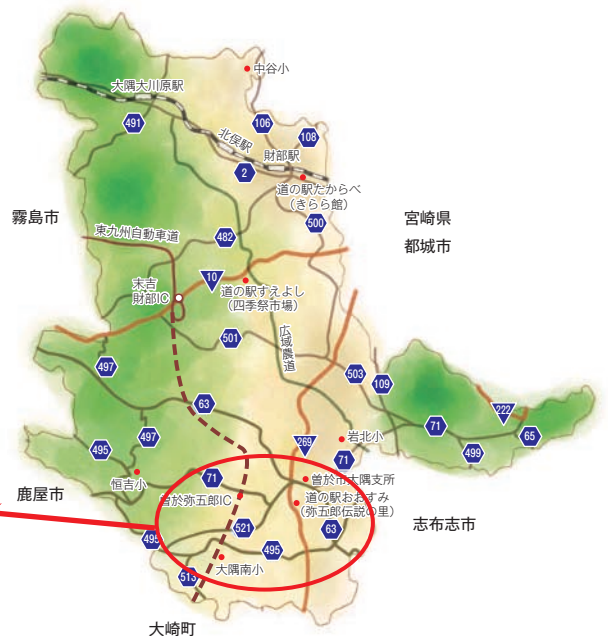 中谷小
大隅大川原駅
491
106
北俣駅
108
財部駅
2
道の駅たからべ
(きらら館)
霧島市
500
宮崎県
都城市
東九州自動車道
482
10
末吉
財部IC
道の駅すえよし
(四季祭市場)
広域農道
501
497
503
109
63
222
71
65
499
497
495
269
岩北小
71
恒吉小
71
曽於市大隅支所
鹿屋市
曽於弥五郎IC
道の駅おおすみ
(弥五郎伝説の里)
志布志市
521
63
495
495
大隅南小
513
大崎町